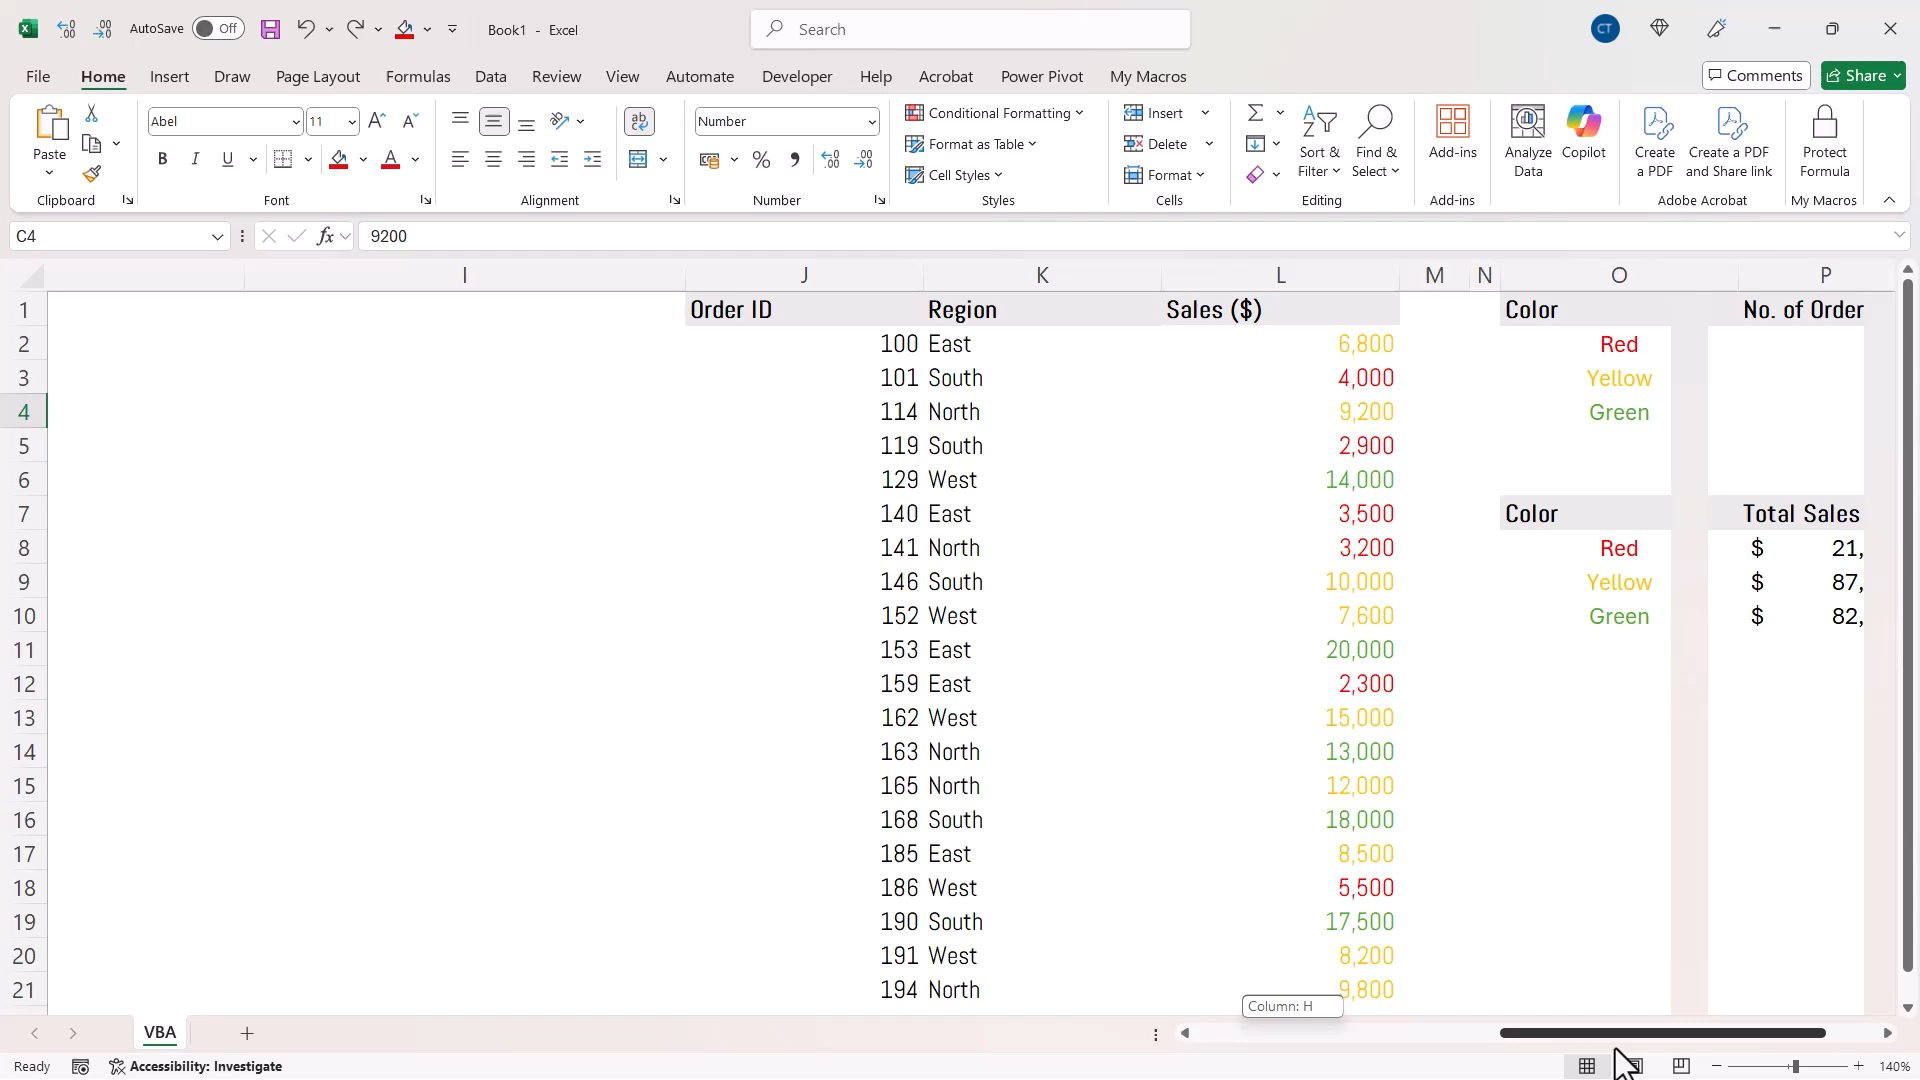 AutoSave Off Book1 - Excel Search CT
File Home Insert Draw Page Layout Formulas Data Review View Automate Developer Help Acrobat Power Pivot My Macros Comments Share
Paste Abel 11 Number Conditional Formatting Format as Table Cell Styles Insert Delete Format Sort & Filter Find & Select Add-ins Analyze Data Copilot Create a PDF Create a PDF and Share link Protect Formula
Clipboard Font Alignment Number Styles Cells Editing Add-ins Adobe Acrobat My Macros
C4 fx 9200
I J K L M N O P
1 Order ID Region Sales ($) Color No. of Order
2 100 East 6,800 Red
3 101 South 4,000 Yellow
4 114 North 9,200 Green
5 119 South 2,900
6 129 West 14,000
7 140 East 3,500 Color Total Sales
8 141 North 3,200 Red $ 21,
9 146 South 10,000 Yellow $ 87,
10 152 West 7,600 Green $ 82,
11 153 East 20,000
12 159 East 2,300
13 162 West 15,000
14 163 North 13,000
15 165 North 12,000
16 168 South 18,000
17 185 East 8,500
18 186 West 5,500
19 190 South 17,500
20 191 West 8,200
21 194 North 9,800
Column: H
VBA
Ready Accessibility: Investigate 140%